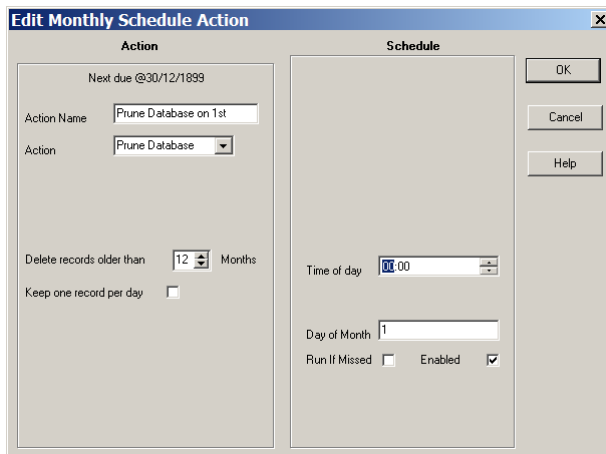 Edit Monthly Schedule Action
Action
Next due @30/12/1899
Action Name Prune Database on 1st
Action Prune Database
Delete records older than 12 Months
Keep one record per day
Schedule
Time of day 00:00
Day of Month 1
Run If Missed Enabled
OK
Cancel
Help